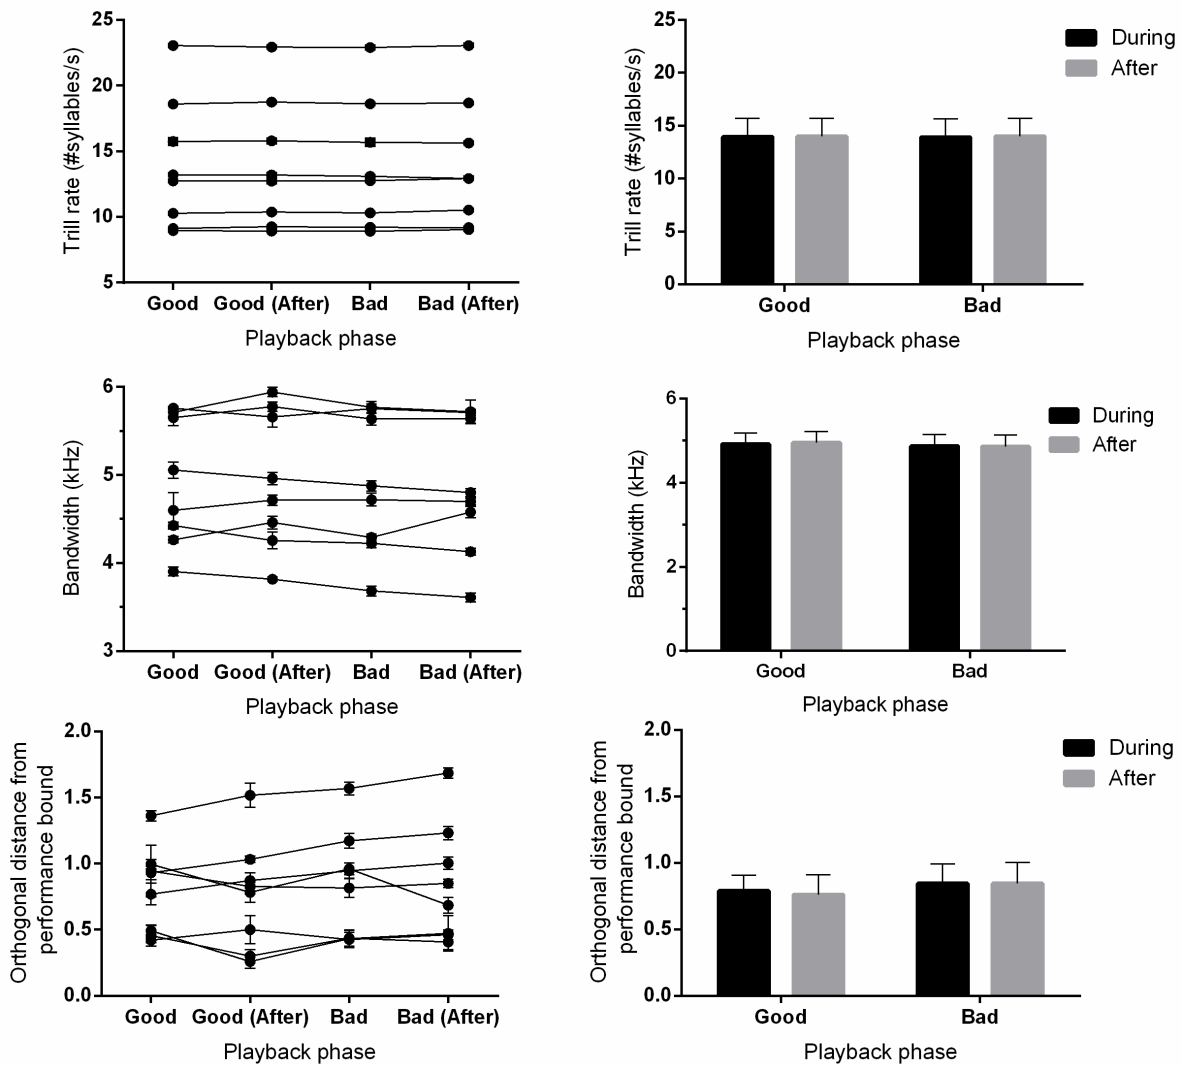 Trill rate (#syllables/s)
25
20
15
10
5
Good Good (After) Bad Bad (After)
Playback phase
Trill rate (#syllables/s)
25
20
15
10
5
0
Good Bad
Playback phase
During
After
Bandwidth (kHz)
6
5
4
3
Good Good (After) Bad Bad (After)
Playback phase
Bandwidth (kHz)
6
4
2
0
Good Bad
Playback phase
During
After
Orthogonal distance from
performance bound
2.0
1.5
1.0
0.5
0.0
Good Good (After) Bad Bad (After)
Playback phase
Orthogonal distance from
performance bound
2.0
1.5
1.0
0.5
0.0
Good Bad
Playback phase
During
After